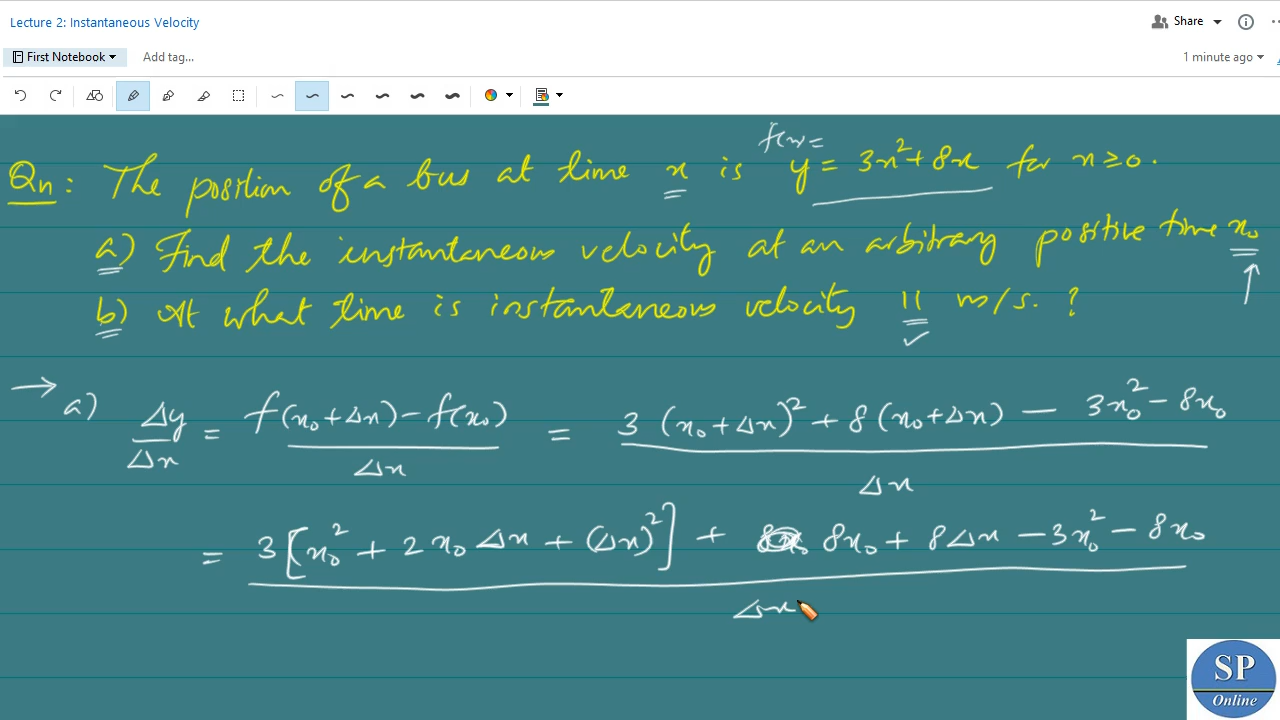 Lecture 2: Instantaneous Velocity
Share
First Notebook
Add tag...
1 minute ago
f(x)=
Qn: The position of a bus at time x is y = 3x² + 8x for x ≥ 0.
a) Find the instantaneous velocity at an arbitrary positive time x₀
b) At what time is instantaneous velocity 11 m/s. ?
→ a) Δy/Δx = (f(x₀+Δx) – f(x₀))/Δx = (3 (x₀+Δx)² + 8 (x₀+Δx) – 3x₀² – 8x₀)/Δx
= (3[x₀² + 2x₀ Δx + (Δx)²] + 8x₀ + 8Δx – 3x₀² – 8x₀)/Δx
SP
Online